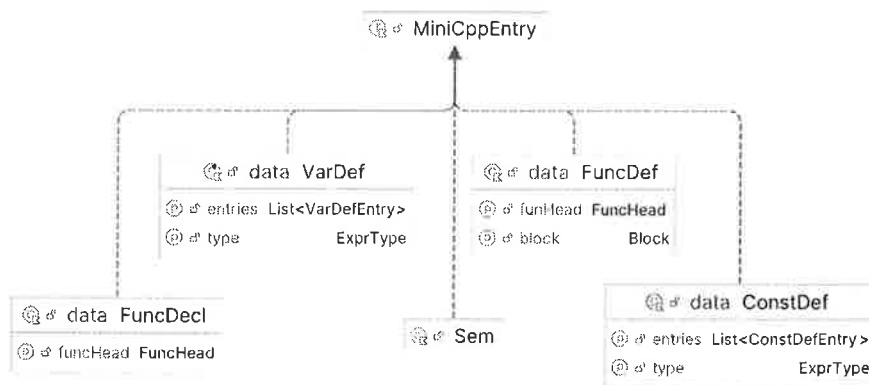 MiniCppEntry
data VarDef
entries List<VarDefEntry>
type ExprType
data FuncDef
funHead FuncHead
block Block
data FuncDecl
funcHead FuncHead
Sem
data ConstDef
entries List<ConstDefEntry>
type ExprType